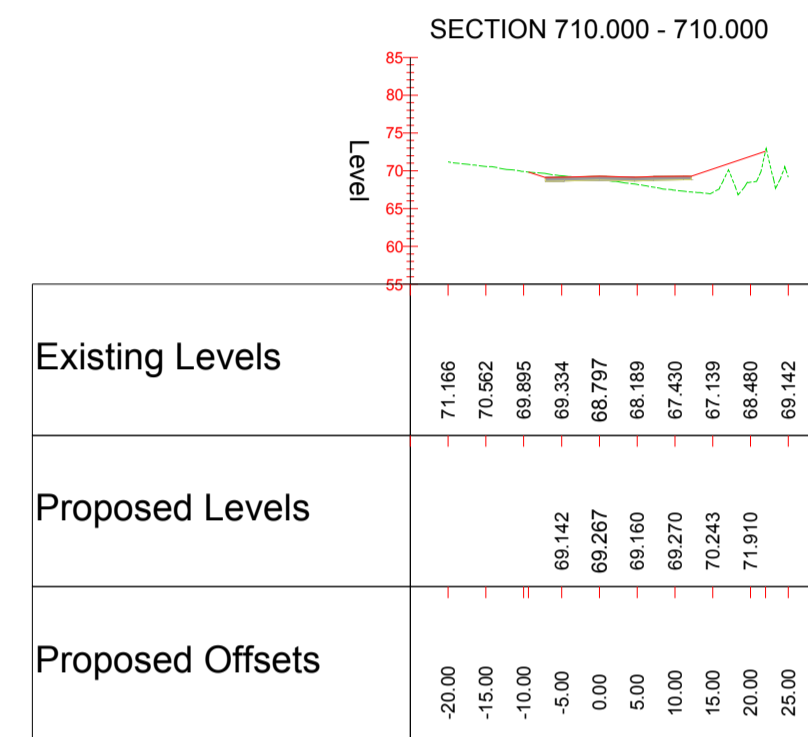 SECTION 710.000 - 710.000
85
80
75
70
65
60
55
Level
Existing Levels
71.166 70.562 69.895 69.334 68.797 68.189 67.430 67.139 68.480 69.142
Proposed Levels
69.142 69.267 69.160 69.270 70.243 71.910
Proposed Offsets
-20.00 -15.00 -10.00 -5.00 0.00 5.00 10.00 15.00 20.00 25.00